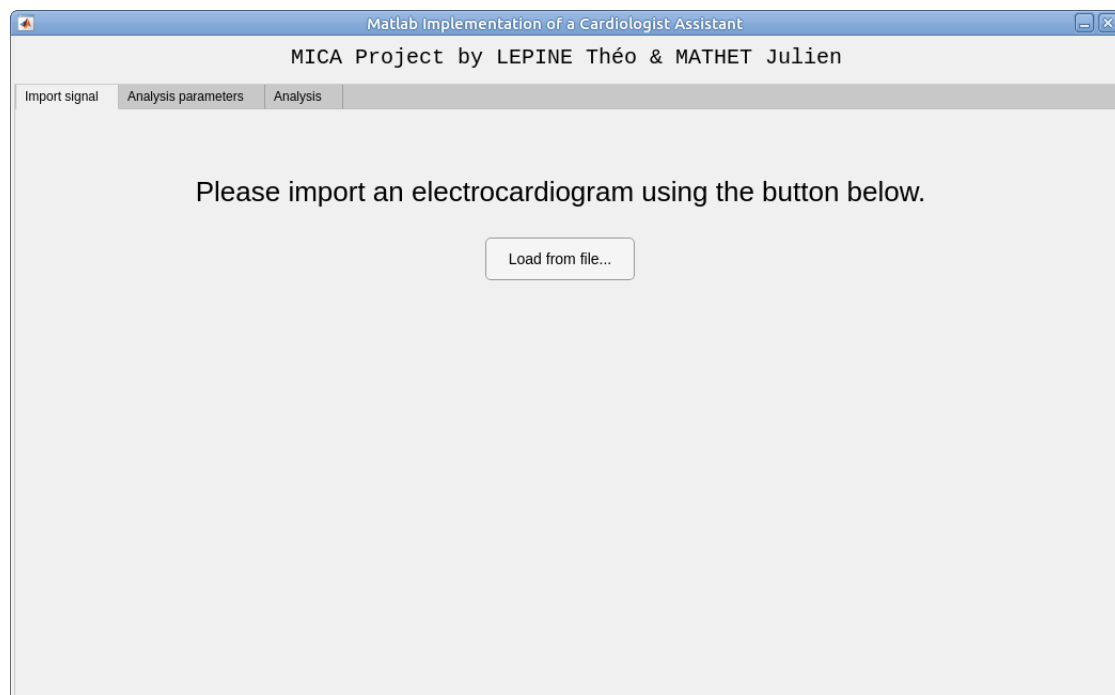 Matlab Implementation of a Cardiologist Assistant
MICA Project by LEPINE Théo & MATHET Julien
Import signal Analysis parameters Analysis
Please import an electrocardiogram using the button below.
Load from file...